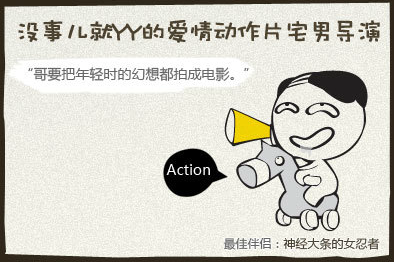 没事儿就YY的爱情动作片宅男导演
“哥要把年轻时的幻想都拍成电影。”
Action
最佳伴侣：神经大条的女忍者